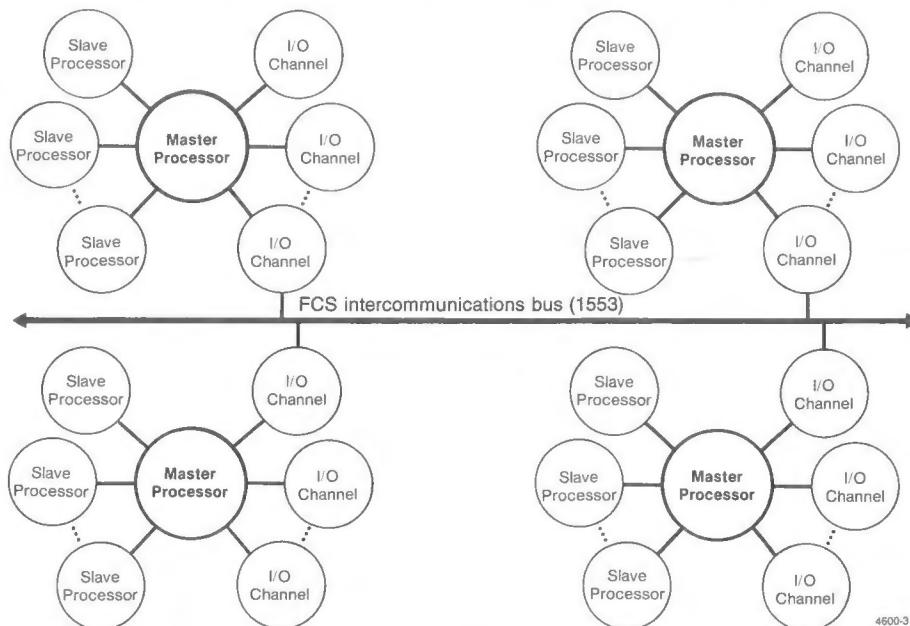 Slave
Processor
I/O
Channel
Slave
Processor
Master
Processor
I/O
Channel
Slave
Processor
I/O
Channel
Slave
Processor
I/O
Channel
Slave
Processor
Master
Processor
I/O
Channel
Slave
Processor
I/O
Channel
FCS intercommunications bus (1553)
Slave
Processor
I/O
Channel
Slave
Processor
Master
Processor
I/O
Channel
Slave
Processor
I/O
Channel
Slave
Processor
I/O
Channel
Slave
Processor
Master
Processor
I/O
Channel
Slave
Processor
I/O
Channel
4600-3